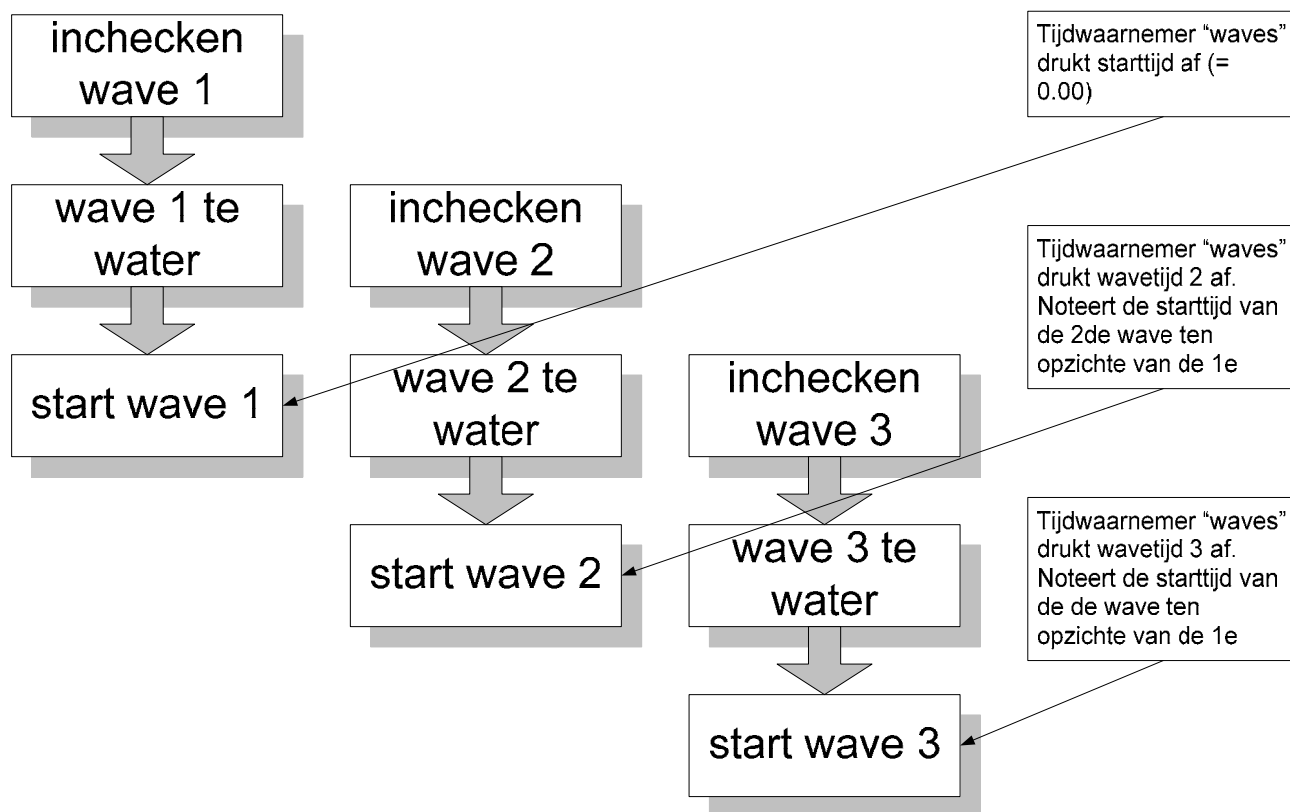 inchecken
wave 1
wave 1 te
water
start wave 1
inchecken
wave 2
wave 2 te
water
start wave 2
inchecken
wave 3
wave 3 te
water
start wave 3
Tijdwaarnemer “waves”
drukt starttijd af (=
0.00)
Tijdwaarnemer “waves”
drukt wavetijd 2 af.
Noteert de starttijd van
de 2de wave ten
opzichte van de 1e
Tijdwaarnemer “waves”
drukt wavetijd 3 af.
Noteert de starttijd van
de de wave ten
opzichte van de 1e